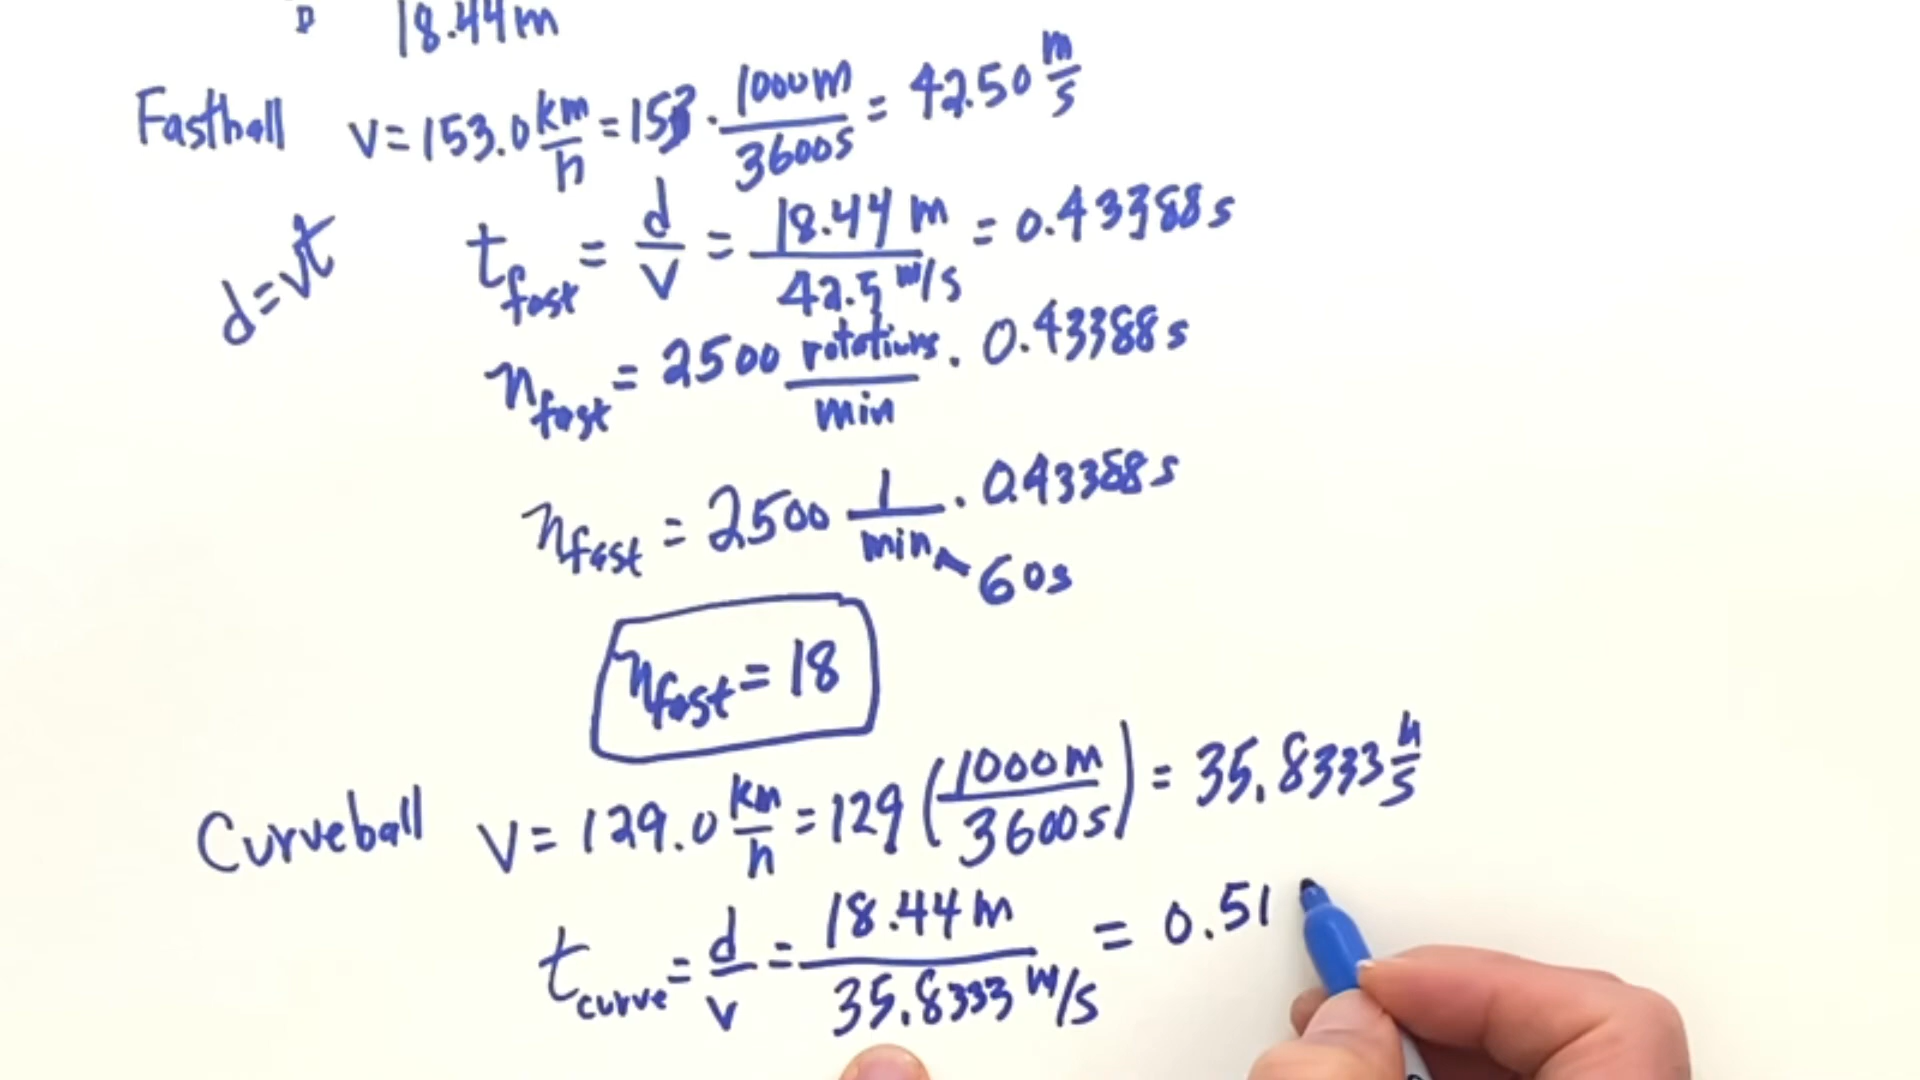 18.44m
Fastball v = 153.0 km/h = 153 · 1000m/3600s = 42.50 m/s
d = vt
t_fast = d/v = 18.44 m/42.5 m/s = 0.43388 s
n_fast = 2500 rotations/min · 0.43388 s
n_fast = 2500 1/min · 0.43388 s
60s
n_fast = 18
Curveball v = 129.0 km/h = 129 (1000m/3600s) = 35.8333 m/s
t_curve = d/v = 18.44 m/35.8333 m/s = 0.51